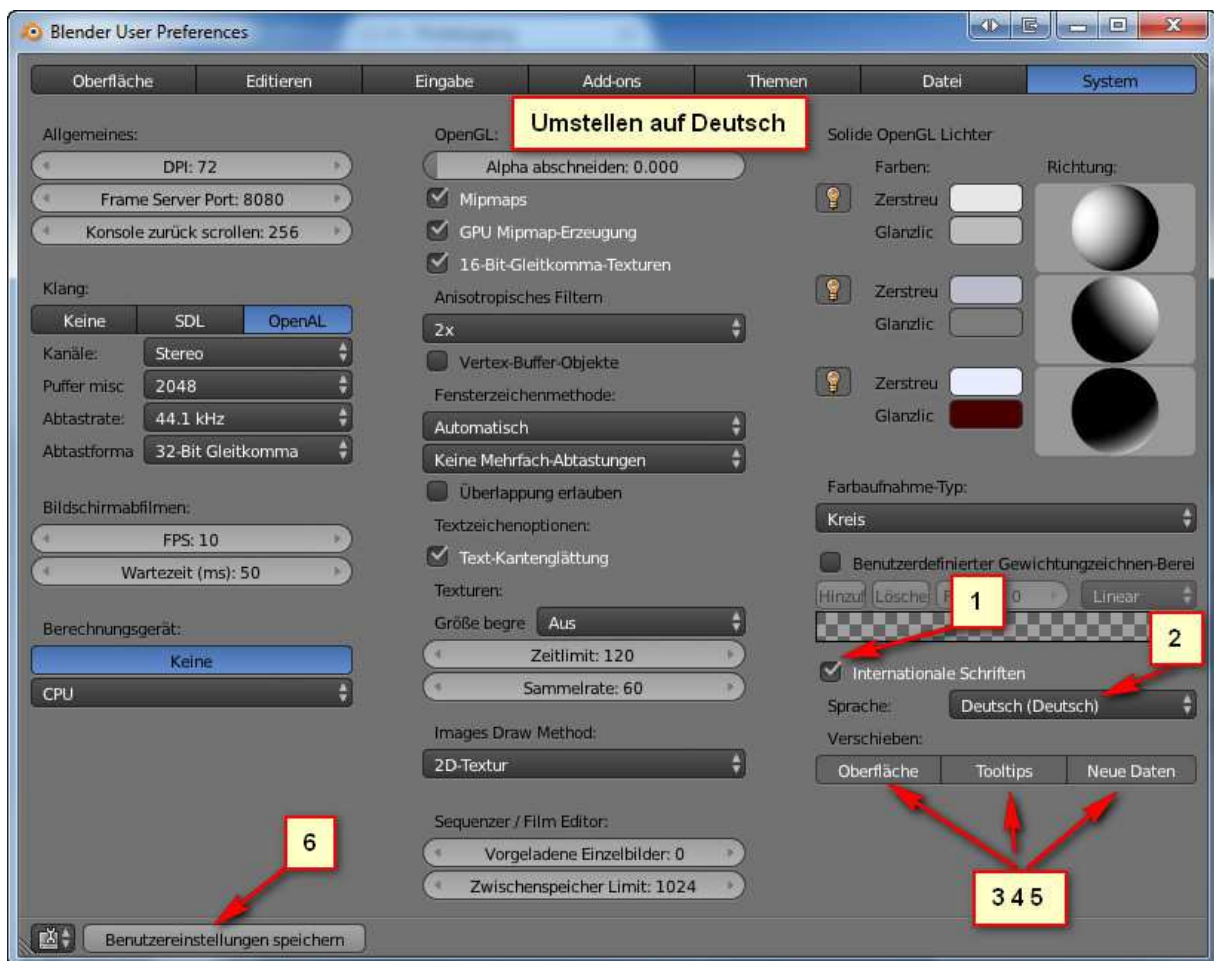 Blender User Preferences
Oberfläche Editieren Eingabe Add-ons Themen Datei System
Umstellen auf Deutsch
Allgemeines:
DPI: 72
Frame Server Port: 8080
Konsole zurück scrollen: 256
Klang:
Keine SDL OpenAL
Kanäle: Stereo
Puffer misc 2048
Abtastrate: 44.1 kHz
Abtastforma 32-Bit Gleitkomma
Bildschirmabfilmen:
FPS: 10
Wartezeit (ms): 50
Berechnungsgerät:
Keine
CPU
OpenGL:
Alpha abschneiden: 0.000
Mipmaps
GPU Mipmap-Erzeugung
16-Bit-Gleitkomma-Texturen
Anisotropisches Filtern
2x
Vertex-Buffer-Objekte
Fensterzeichenmethode:
Automatisch
Keine Mehrfach-Abtastungen
Überlappung erlauben
Textzeichenoptionen:
Text-Kantenglättung
Texturen:
Größe begre Aus
Zeitlimit: 120
Sammelrate: 60
Images Draw Method:
2D-Textur
Sequenzer / Film Editor:
Vorgeladene Einzelbilder: 0
Zwischenspeicher Limit: 1024
Solide OpenGL Lichter
Farben: Richtung:
Zerstreu
Glanzlic
Zerstreu
Glanzlic
Zerstreu
Glanzlic
Farbaufnahme-Typ:
Kreis
Benutzerdefinierter Gewichtungzeichnen-Berei
Hinzuf Lösche 0 Linear
1
2
Internationale Schriften
Sprache: Deutsch (Deutsch)
Verschieben:
Oberfläche Tooltips Neue Daten
3 4 5
6
Benutzereinstellungen speichern